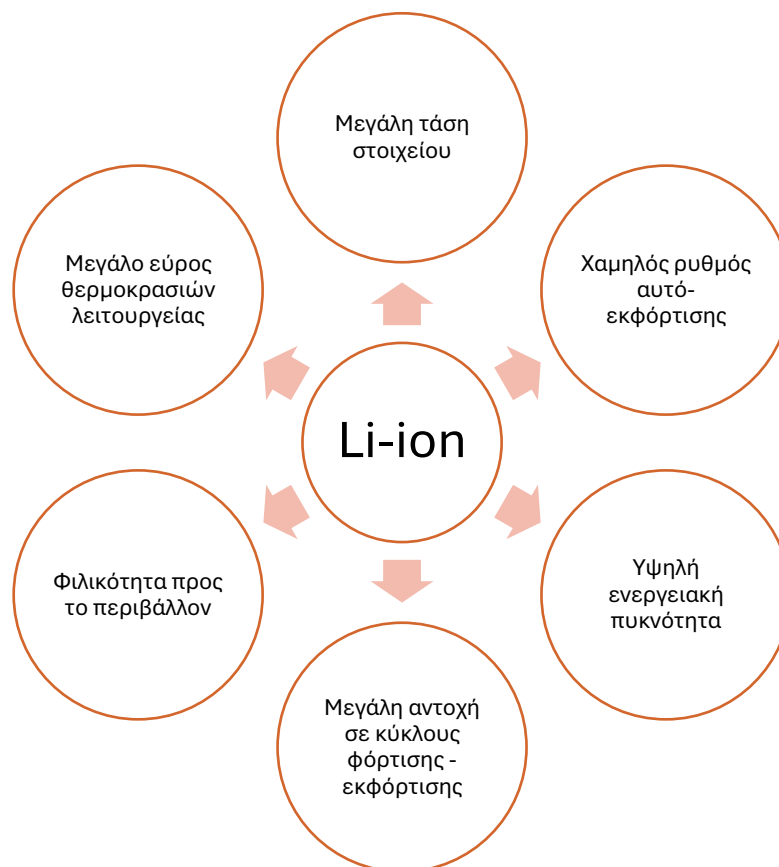 Μεγάλη τάση
στοιχείου
Χαμηλός ρυθμός
αυτό-
εκφόρτισης
Υψηλή
ενεργειακή
πυκνότητα
Μεγάλη αντοχή
σε κύκλους
φόρτισης -
εκφόρτισης
Φιλικότητα προς
το περιβάλλον
Μεγάλο εύρος
θερμοκρασιών
λειτουργείας
Li-ion